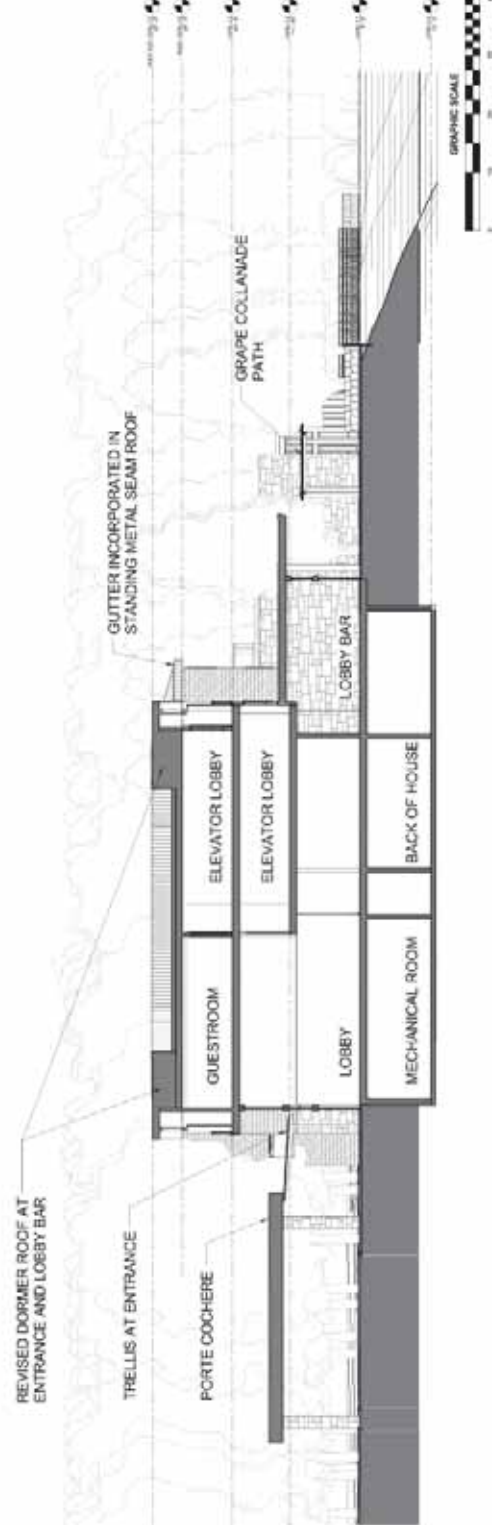 REVISED DORMER ROOF AT
ENTRANCE AND LOBBY BAR
TRELLIS AT ENTRANCE
PORTE COCHERE
GUTTER INCORPORATED IN
STANDING METAL SEAM ROOF
GRAPE COLLANADE
PATH
GUESTROOM
ELEVATOR LOBBY
ELEVATOR LOBBY
LOBBY
LOBBY BAR
MECHANICAL ROOM
BACK OF HOUSE
GRAPHIC SCALE